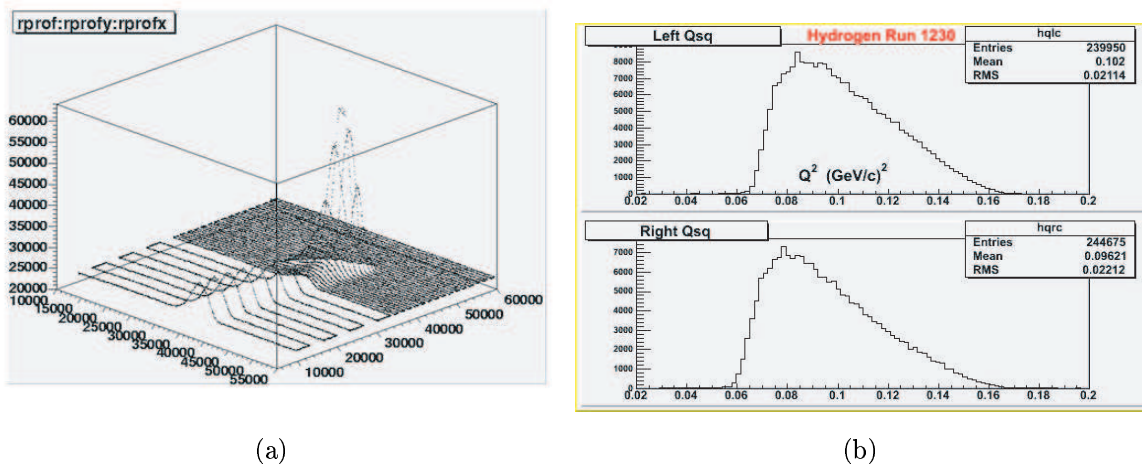 rprof:rprofy:rprofx
60000
55000
50000
45000
40000
35000
30000
25000
20000
10000
15000
20000
25000
30000
35000
40000
45000
50000
55000
10000
20000
30000
40000
50000
60000
(a)
Left Qsq
Hydrogen Run 1230
hqlc
Entries 239950
Mean 0.102
RMS 0.02114
9000
8000
7000
6000
5000
4000
3000
2000
1000
0
Q² (GeV/c)²
0.02 0.04 0.06 0.08 0.1 0.12 0.14 0.16 0.18 0.2
Right Qsq
hqrc
Entries 244675
Mean 0.09621
RMS 0.02212
7000
6000
5000
4000
3000
2000
1000
0
0.02 0.04 0.06 0.08 0.1 0.12 0.14 0.16 0.18 0.2
(b)